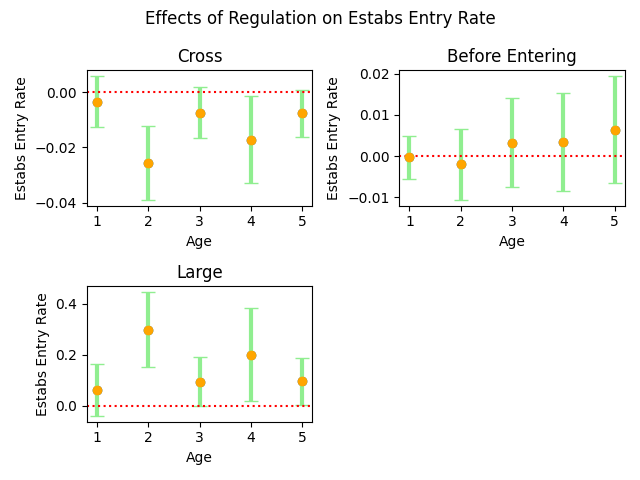 Effects of Regulation on Estabs Entry Rate
Cross
Estabs Entry Rate
0.00
−0.02
−0.04
1 2 3 4 5
Age
Before Entering
Estabs Entry Rate
0.02
0.01
0.00
−0.01
1 2 3 4 5
Age
Large
Estabs Entry Rate
0.4
0.2
0.0
1 2 3 4 5
Age